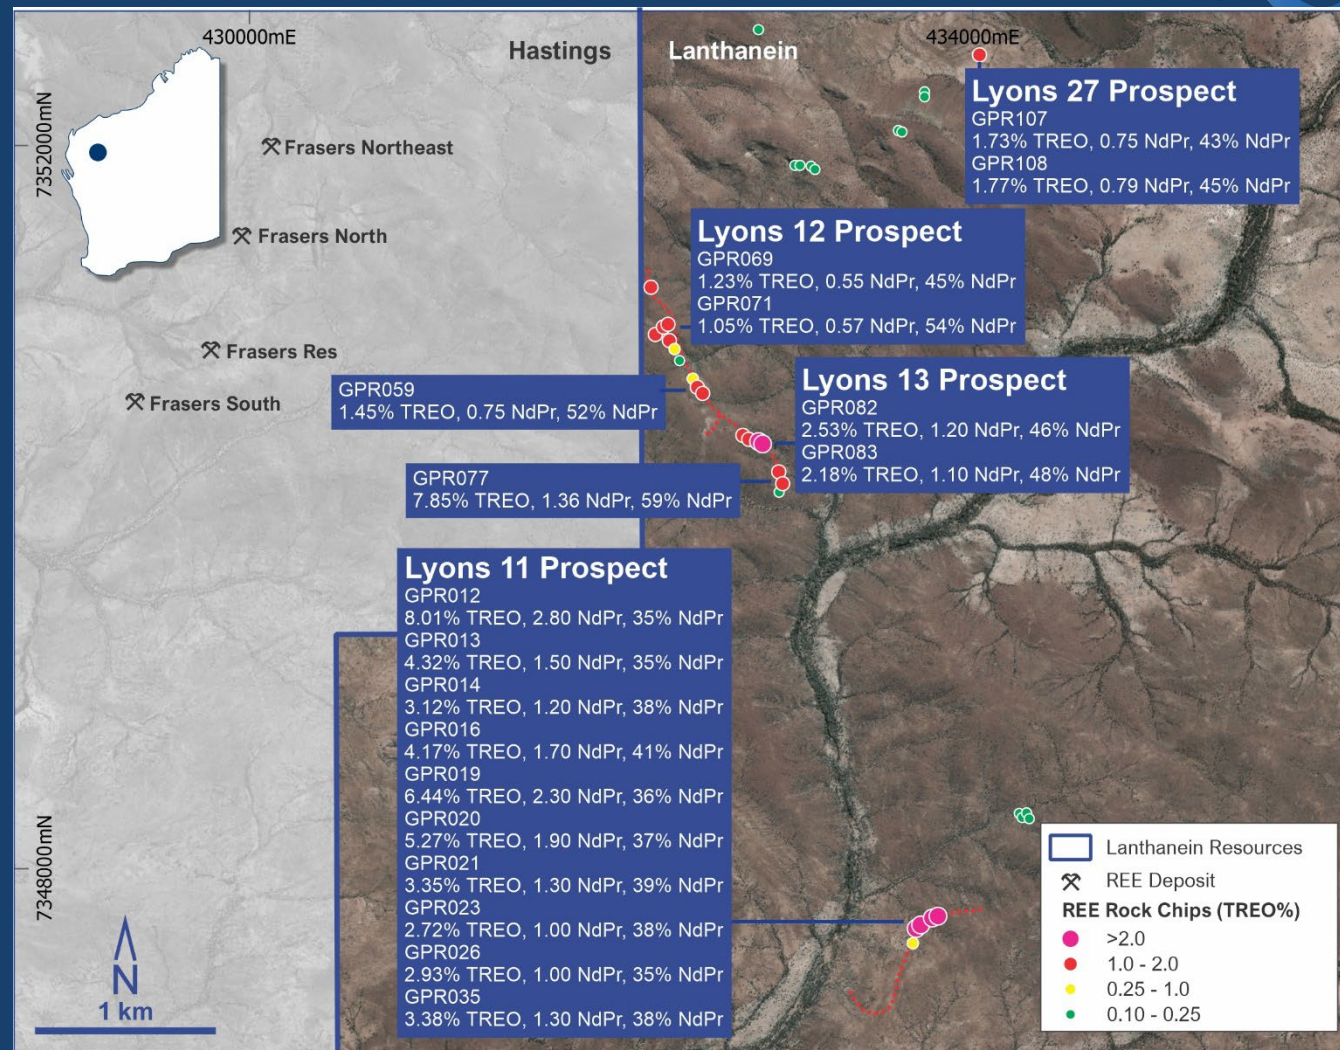 430000mE
434000mE
Hastings
Lanthanein
7352000mN
7348000mN
Frasers Northeast
Frasers North
Frasers Res
Frasers South
Lyons 27 Prospect
GPR107
1.73% TREO, 0.75 NdPr, 43% NdPr
GPR108
1.77% TREO, 0.79 NdPr, 45% NdPr
Lyons 12 Prospect
GPR069
1.23% TREO, 0.55 NdPr, 45% NdPr
GPR071
1.05% TREO, 0.57 NdPr, 54% NdPr
GPR059
1.45% TREO, 0.75 NdPr, 52% NdPr
Lyons 13 Prospect
GPR082
2.53% TREO, 1.20 NdPr, 46% NdPr
GPR083
2.18% TREO, 1.10 NdPr, 48% NdPr
GPR077
7.85% TREO, 1.36 NdPr, 59% NdPr
Lyons 11 Prospect
GPR012
8.01% TREO, 2.80 NdPr, 35% NdPr
GPR013
4.32% TREO, 1.50 NdPr, 35% NdPr
GPR014
3.12% TREO, 1.20 NdPr, 38% NdPr
GPR016
4.17% TREO, 1.70 NdPr, 41% NdPr
GPR019
6.44% TREO, 2.30 NdPr, 36% NdPr
GPR020
5.27% TREO, 1.90 NdPr, 37% NdPr
GPR021
3.35% TREO, 1.30 NdPr, 39% NdPr
GPR023
2.72% TREO, 1.00 NdPr, 38% NdPr
GPR026
2.93% TREO, 1.00 NdPr, 35% NdPr
GPR035
3.38% TREO, 1.30 NdPr, 38% NdPr
N
1 km
Lanthanein Resources
REE Deposit
REE Rock Chips (TREO%)
>2.0
1.0 - 2.0
0.25 - 1.0
0.10 - 0.25